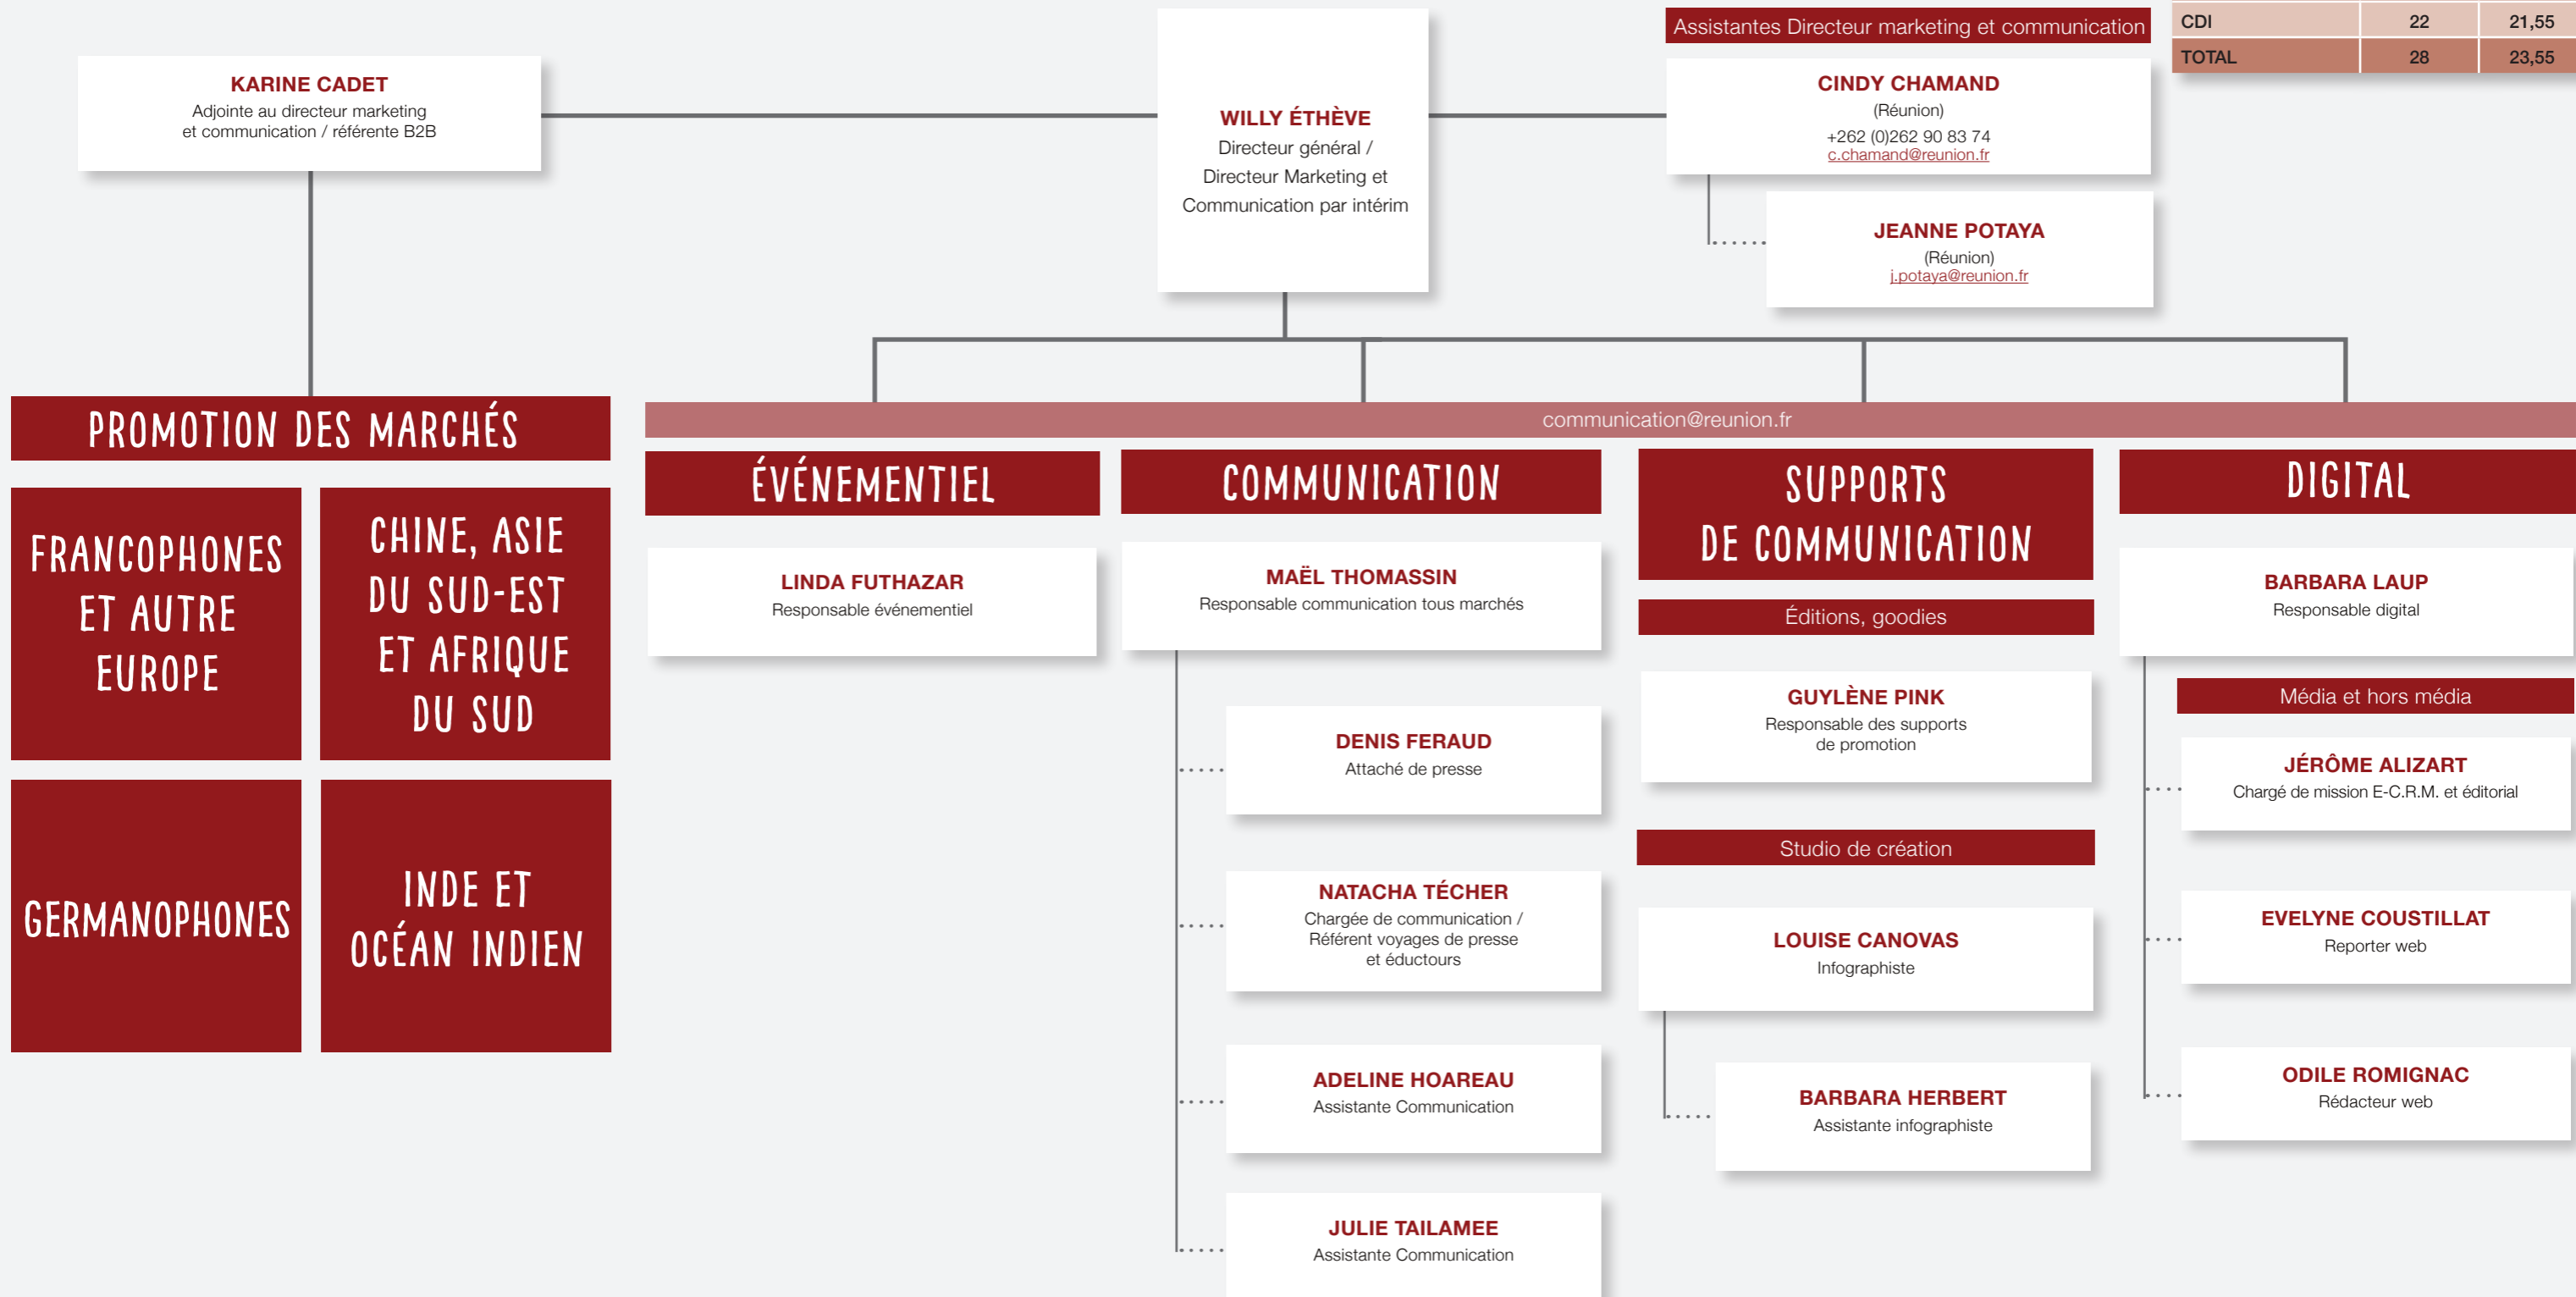 Assistantes Directeur marketing et communication
CDI 22 21,55
TOTAL 28 23,55
KARINE CADET
Adjointe au directeur marketing
et communication / référente B2B
WILLY ÉTHÈVE
Directeur général /
Directeur Marketing et
Communication par intérim
CINDY CHAMAND
(Réunion)
+262 (0)262 90 83 74
c.chamand@reunion.fr
JEANNE POTAYA
(Réunion)
j.potaya@reunion.fr
PROMOTION DES MARCHÉS
FRANCOPHONES
ET AUTRE
EUROPE
CHINE, ASIE
DU SUD-EST
ET AFRIQUE
DU SUD
GERMANOPHONES
INDE ET
OCÉAN INDIEN
communication@reunion.fr
ÉVÉNEMENTIEL
LINDA FUTHAZAR
Responsable événementiel
COMMUNICATION
MAËL THOMASSIN
Responsable communication tous marchés
DENIS FERAUD
Attaché de presse
NATACHA TÉCHER
Chargée de communication /
Référent voyages de presse
et éductours
ADELINE HOAREAU
Assistante Communication
JULIE TAILAMEE
Assistante Communication
SUPPORTS
DE COMMUNICATION
Éditions, goodies
GUYLÈNE PINK
Responsable des supports
de promotion
Studio de création
LOUISE CANOVAS
Infographiste
BARBARA HERBERT
Assistante infographiste
DIGITAL
BARBARA LAUP
Responsable digital
Média et hors média
JÉRÔME ALIZART
Chargé de mission E-C.R.M. et éditorial
EVELYNE COUSTILLAT
Reporter web
ODILE ROMIGNAC
Rédacteur web